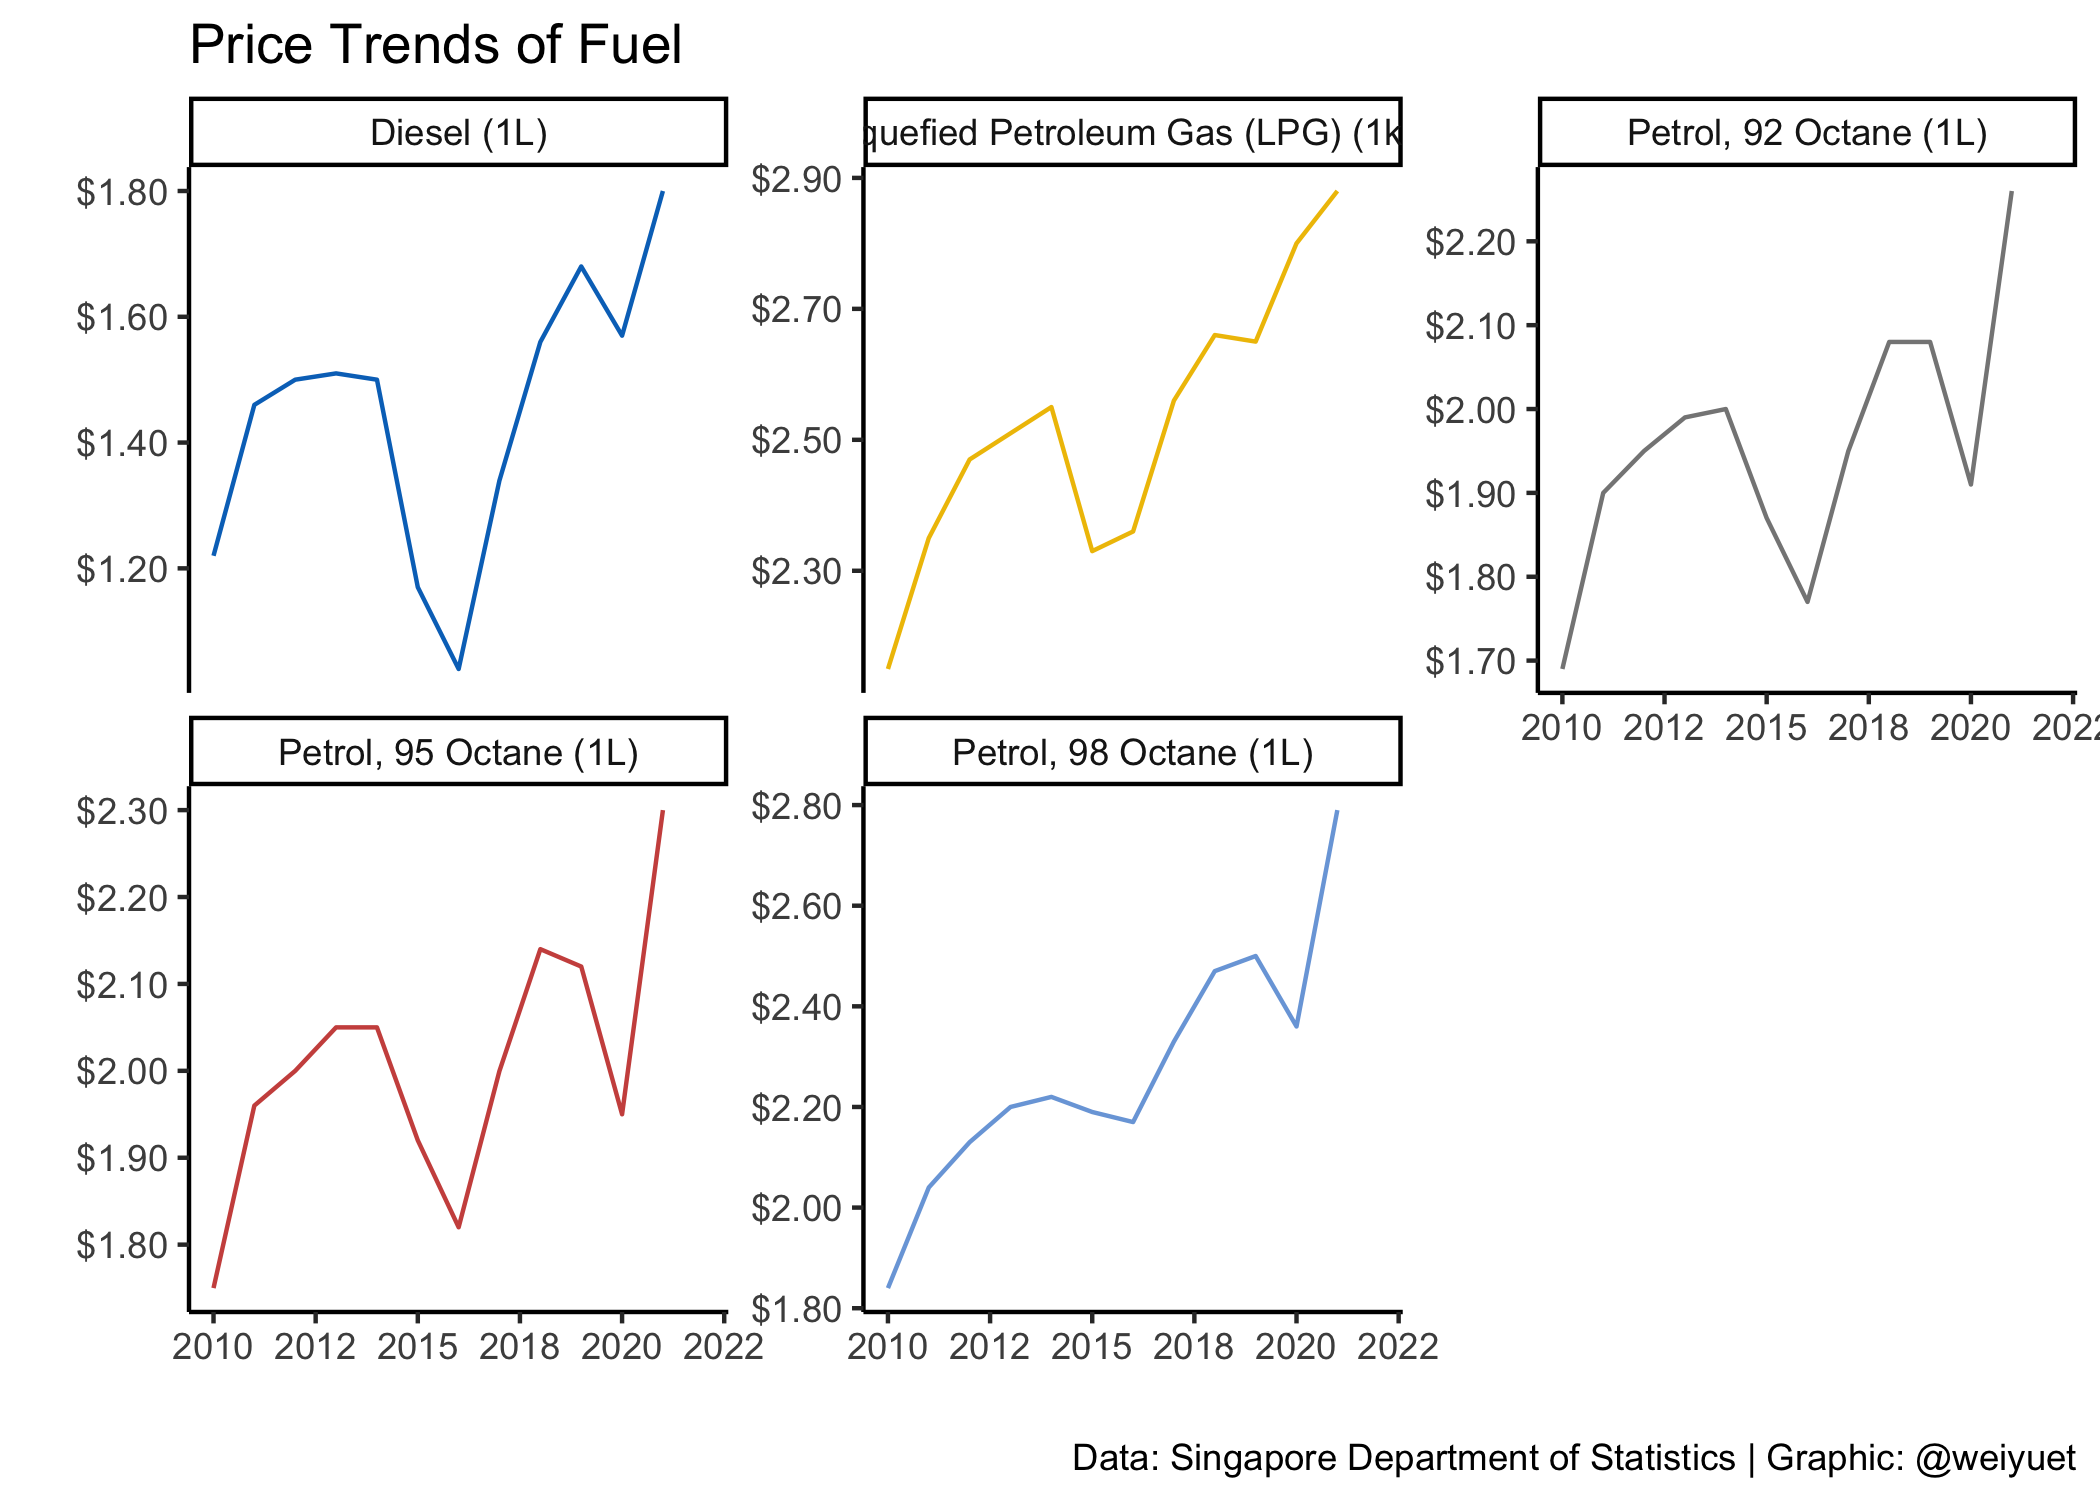 Price Trends of Fuel
Diesel (1L)
quefied Petroleum Gas (LPG) (1k
Petrol, 92 Octane (1L)
$1.80
$1.60
$1.40
$1.20
$2.90
$2.70
$2.50
$2.30
$2.20
$2.10
$2.00
$1.90
$1.80
$1.70
2010 2012 2015 2018 2020 2022
Petrol, 95 Octane (1L)
Petrol, 98 Octane (1L)
$2.30
$2.20
$2.10
$2.00
$1.90
$1.80
2010 2012 2015 2018 2020 2022
$2.80
$2.60
$2.40
$2.20
$2.00
$1.80
2010 2012 2015 2018 2020 2022
Data: Singapore Department of Statistics | Graphic: @weiyuet